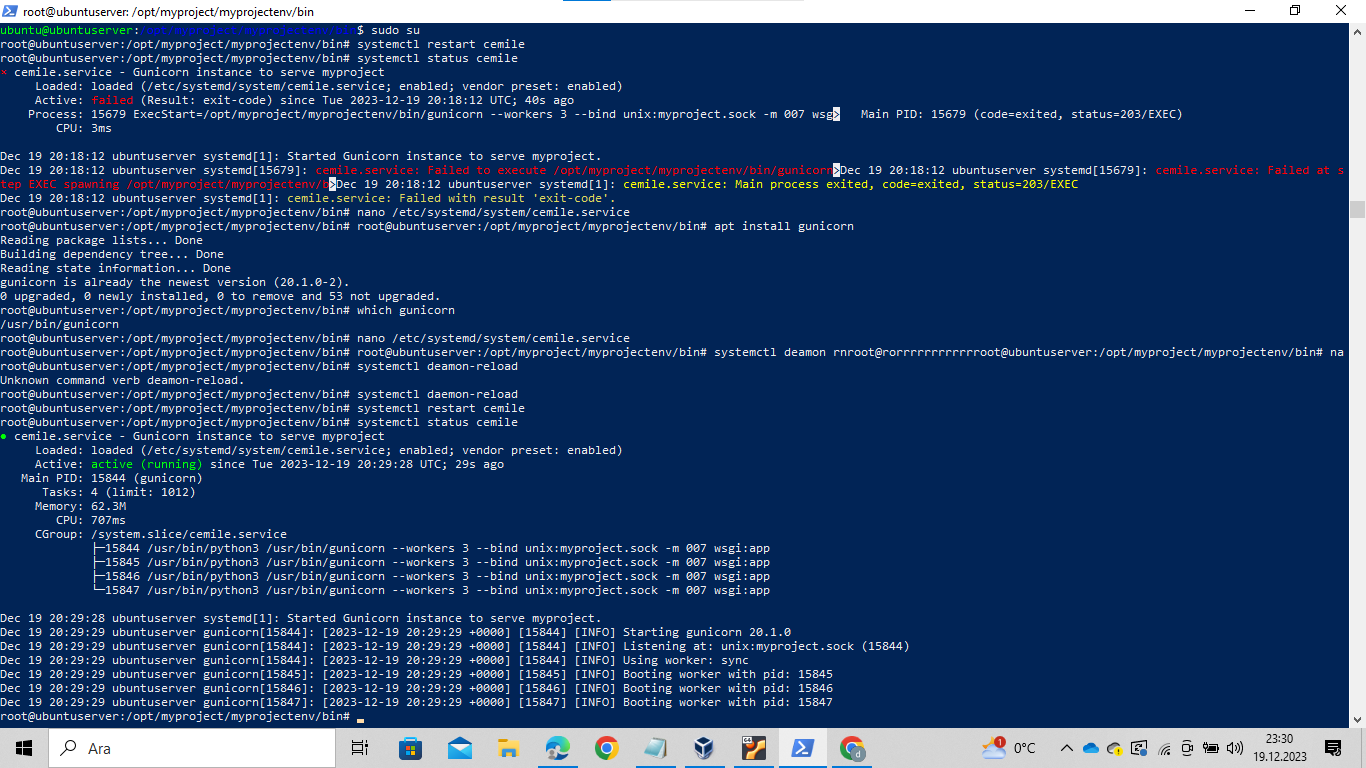 root@ubuntuserver: /opt/myproject/myprojectenv/bin
ubuntu@ubuntuserver:/opt/myproject/myprojectenv/bin$ sudo su
root@ubuntuserver:/opt/myproject/myprojectenv/bin# systemctl restart cemile
root@ubuntuserver:/opt/myproject/myprojectenv/bin# systemctl status cemile
× cemile.service - Gunicorn instance to serve myproject
Loaded: loaded (/etc/systemd/system/cemile.service; enabled; vendor preset: enabled)
Active: failed (Result: exit-code) since Tue 2023-12-19 20:18:12 UTC; 40s ago
Process: 15679 ExecStart=/opt/myproject/myprojectenv/bin/gunicorn --workers 3 --bind unix:myproject.sock -m 007 wsg> Main PID: 15679 (code=exited, status=203/EXEC)
CPU: 3ms
Dec 19 20:18:12 ubuntuserver systemd[1]: Started Gunicorn instance to serve myproject.
Dec 19 20:18:12 ubuntuserver systemd[15679]: cemile.service: Failed to execute /opt/myproject/myprojectenv/bin/gunicorn>Dec 19 20:18:12 ubuntuserver systemd[15679]: cemile.service: Failed at s
tep EXEC spawning /opt/myproject/myprojectenv/b>Dec 19 20:18:12 ubuntuserver systemd[1]: cemile.service: Main process exited, code=exited, status=203/EXEC
Dec 19 20:18:12 ubuntuserver systemd[1]: cemile.service: Failed with result 'exit-code'.
root@ubuntuserver:/opt/myproject/myprojectenv/bin# nano /etc/systemd/system/cemile.service
root@ubuntuserver:/opt/myproject/myprojectenv/bin# root@ubuntuserver:/opt/myproject/myprojectenv/bin# apt install gunicorn
Reading package lists... Done
Building dependency tree... Done
Reading state information... Done
gunicorn is already the newest version (20.1.0-2).
0 upgraded, 0 newly installed, 0 to remove and 53 not upgraded.
root@ubuntuserver:/opt/myproject/myprojectenv/bin# which gunicorn
/usr/bin/gunicorn
root@ubuntuserver:/opt/myproject/myprojectenv/bin# nano /etc/systemd/system/cemile.service
root@ubuntuserver:/opt/myproject/myprojectenv/bin# root@ubuntuserver:/opt/myproject/myprojectenv/bin# systemctl deamon rnroot@rorrrrrrrrrrrrroot@ubuntuserver:/opt/myproject/myprojectenv/bin# na
root@ubuntuserver:/opt/myproject/myprojectenv/bin# systemctl deamon-reload
Unknown command verb deamon-reload.
root@ubuntuserver:/opt/myproject/myprojectenv/bin# systemctl daemon-reload
root@ubuntuserver:/opt/myproject/myprojectenv/bin# systemctl restart cemile
root@ubuntuserver:/opt/myproject/myprojectenv/bin# systemctl status cemile
● cemile.service - Gunicorn instance to serve myproject
Loaded: loaded (/etc/systemd/system/cemile.service; enabled; vendor preset: enabled)
Active: active (running) since Tue 2023-12-19 20:29:28 UTC; 29s ago
Main PID: 15844 (gunicorn)
Tasks: 4 (limit: 1012)
Memory: 62.3M
CPU: 707ms
CGroup: /system.slice/cemile.service
├─15844 /usr/bin/python3 /usr/bin/gunicorn --workers 3 --bind unix:myproject.sock -m 007 wsgi:app
├─15845 /usr/bin/python3 /usr/bin/gunicorn --workers 3 --bind unix:myproject.sock -m 007 wsgi:app
├─15846 /usr/bin/python3 /usr/bin/gunicorn --workers 3 --bind unix:myproject.sock -m 007 wsgi:app
└─15847 /usr/bin/python3 /usr/bin/gunicorn --workers 3 --bind unix:myproject.sock -m 007 wsgi:app
Dec 19 20:29:28 ubuntuserver systemd[1]: Started Gunicorn instance to serve myproject.
Dec 19 20:29:29 ubuntuserver gunicorn[15844]: [2023-12-19 20:29:29 +0000] [15844] [INFO] Starting gunicorn 20.1.0
Dec 19 20:29:29 ubuntuserver gunicorn[15844]: [2023-12-19 20:29:29 +0000] [15844] [INFO] Listening at: unix:myproject.sock (15844)
Dec 19 20:29:29 ubuntuserver gunicorn[15844]: [2023-12-19 20:29:29 +0000] [15844] [INFO] Using worker: sync
Dec 19 20:29:29 ubuntuserver gunicorn[15845]: [2023-12-19 20:29:29 +0000] [15845] [INFO] Booting worker with pid: 15845
Dec 19 20:29:29 ubuntuserver gunicorn[15846]: [2023-12-19 20:29:29 +0000] [15846] [INFO] Booting worker with pid: 15846
Dec 19 20:29:29 ubuntuserver gunicorn[15847]: [2023-12-19 20:29:29 +0000] [15847] [INFO] Booting worker with pid: 15847
root@ubuntuserver:/opt/myproject/myprojectenv/bin#
Ara
1
0°C
23:30
19.12.2023